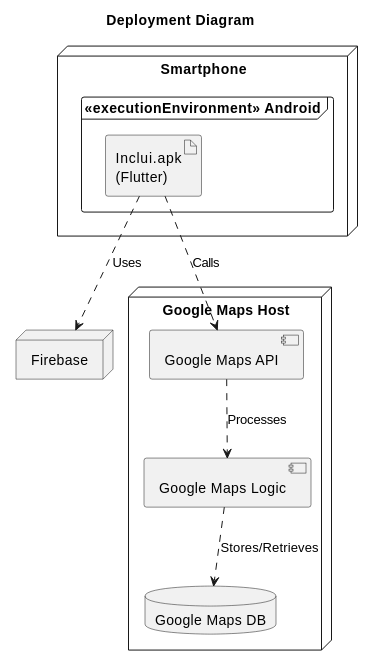 Deployment Diagram
Smartphone
«executionEnvironment» Android
Inclui.apk
(Flutter)
Uses
Calls
Google Maps Host
Firebase
Google Maps API
Processes
Google Maps Logic
Stores/Retrieves
Google Maps DB